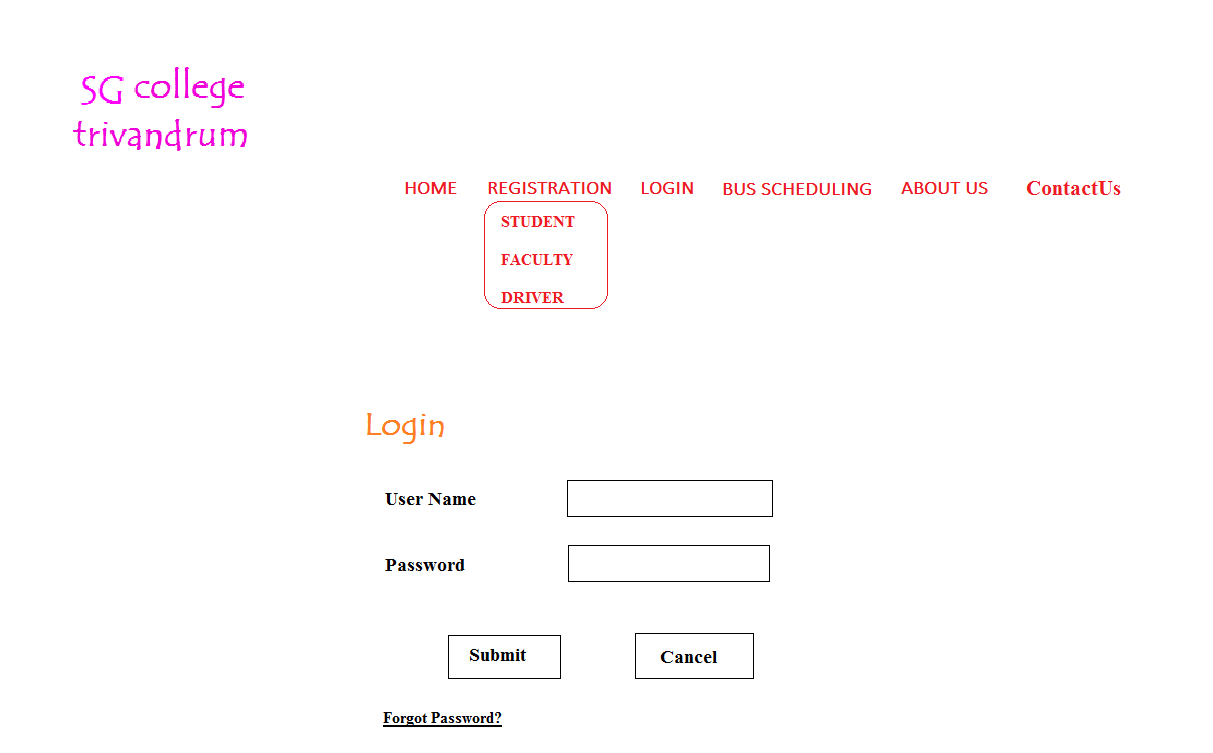 SG college
trivandrum
HOME REGISTRATION LOGIN BUS SCHEDULING ABOUT US ContactUs
STUDENT
FACULTY
DRIVER
Login
User Name
Password
Submit Cancel
Forgot Password?